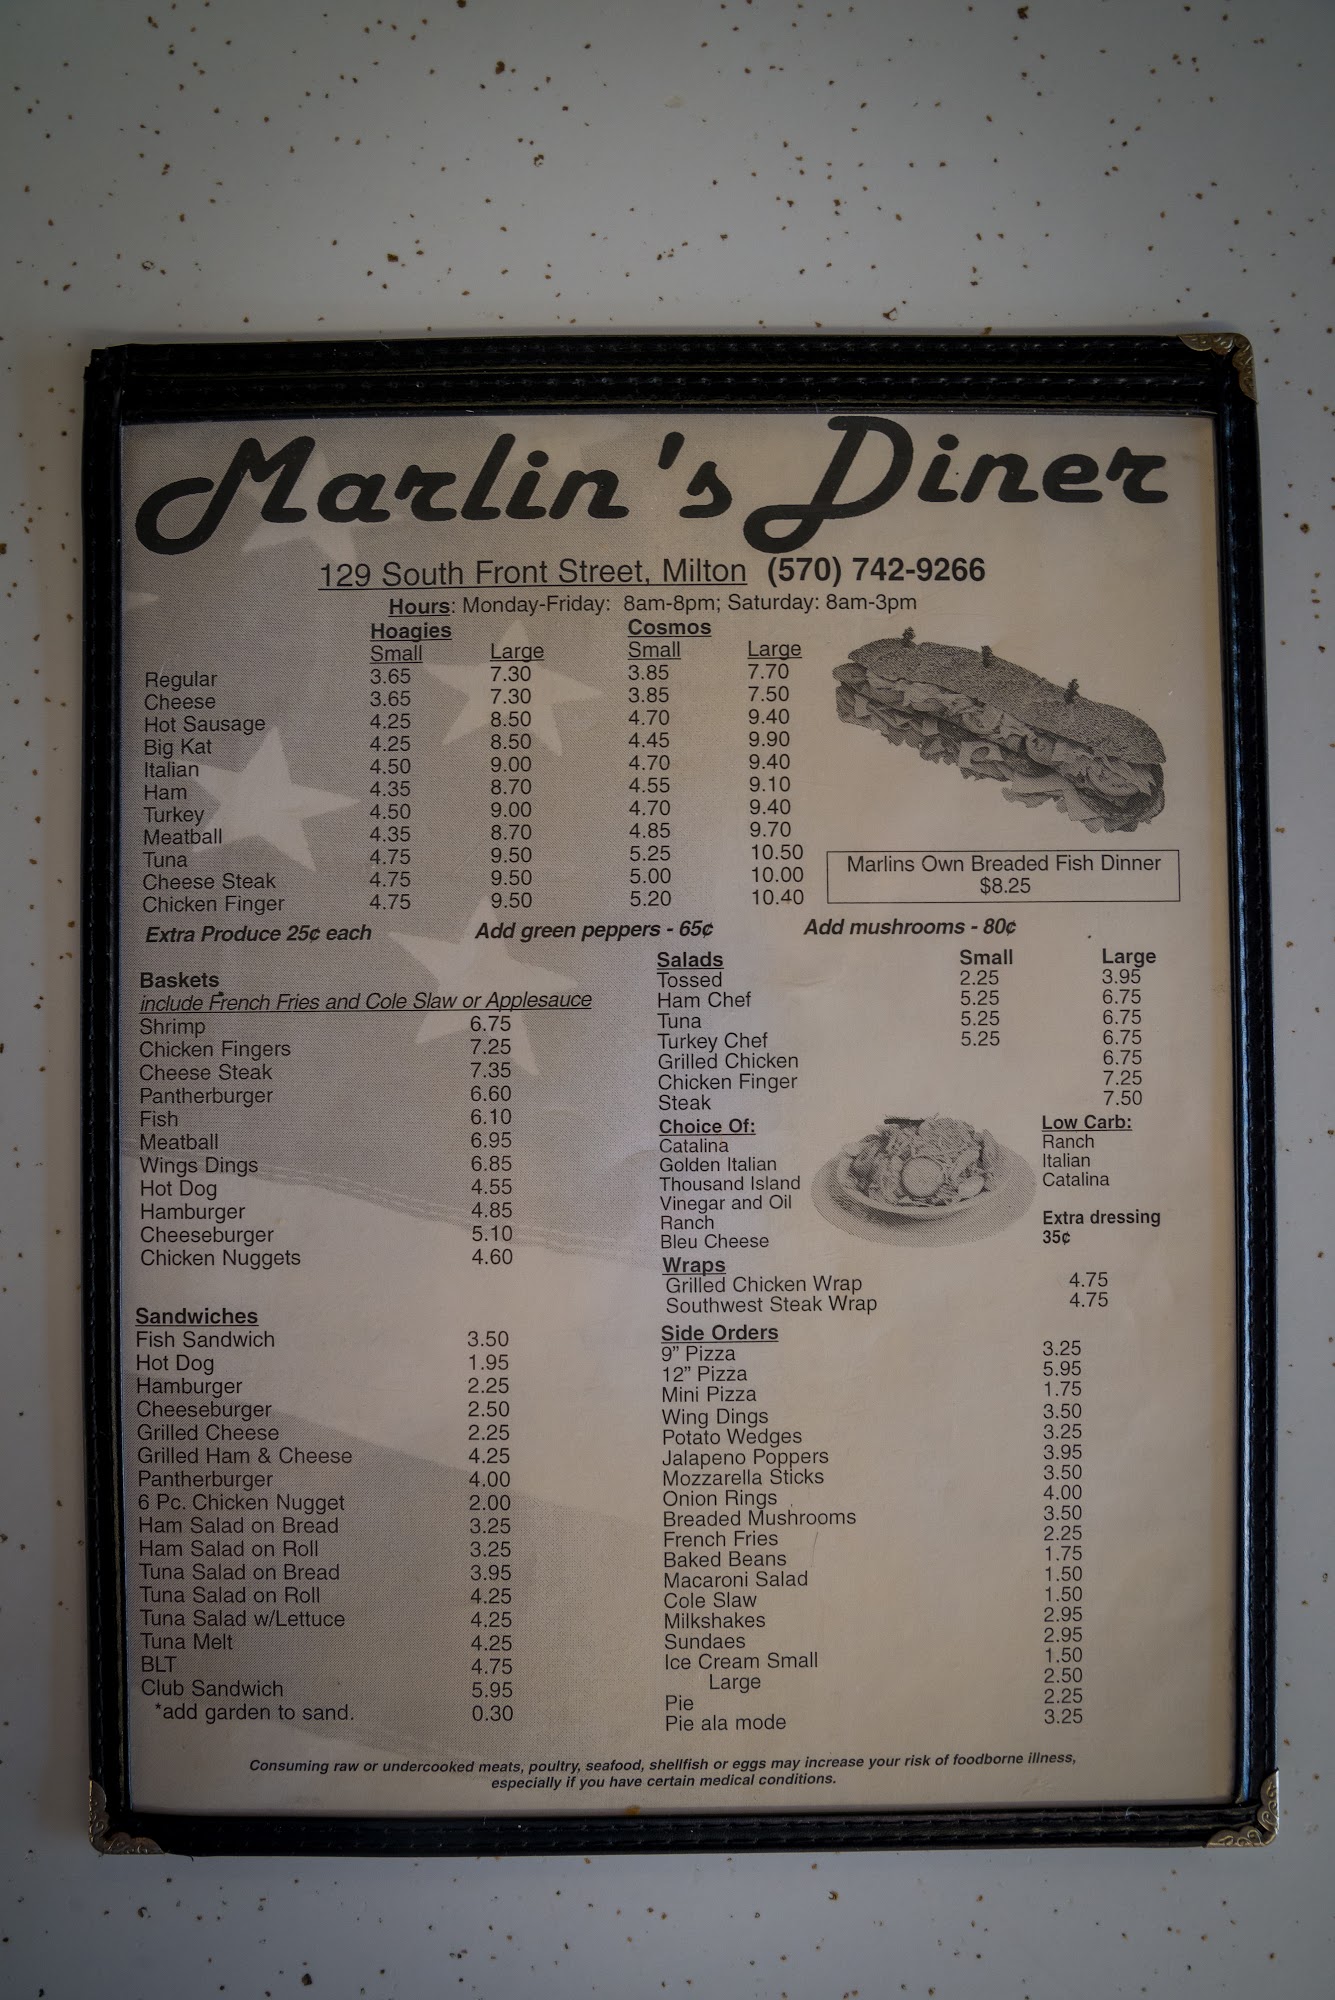 Marlin's Diner
129 South Front Street, Milton (570) 742-9266
Hours: Monday-Friday: 8am-8pm; Saturday: 8am-3pm
Hoagies Cosmos
Small Large Small Large
Regular 3.65 7.30 3.85 7.70
Cheese 3.65 7.30 3.85 7.50
Hot Sausage 4.25 8.50 4.70 9.40
Big Kat 4.25 8.50 4.45 9.90
Italian 4.50 9.00 4.70 9.40
Ham 4.35 8.70 4.55 9.10
Turkey 4.50 9.00 4.70 9.40
Meatball 4.35 8.70 4.85 9.70
Tuna 4.75 9.50 5.25 10.50
Cheese Steak 4.75 9.50 5.00 10.00
Chicken Finger 4.75 9.50 5.20 10.40
Marlins Own Breaded Fish Dinner
$8.25
Extra Produce 25¢ each Add green peppers - 65¢ Add mushrooms - 80¢
Baskets
include French Fries and Cole Slaw or Applesauce
Shrimp 6.75
Chicken Fingers 7.25
Cheese Steak 7.35
Pantherburger 6.60
Fish 6.10
Meatball 6.95
Wings Dings 6.85
Hot Dog 4.55
Hamburger 4.85
Cheeseburger 5.10
Chicken Nuggets 4.60
Sandwiches
Fish Sandwich 3.50
Hot Dog 1.95
Hamburger 2.25
Cheeseburger 2.50
Grilled Cheese 2.25
Grilled Ham & Cheese 4.25
Pantherburger 4.00
6 Pc. Chicken Nugget 2.00
Ham Salad on Bread 3.25
Ham Salad on Roll 3.25
Tuna Salad on Bread 3.95
Tuna Salad on Roll 4.25
Tuna Salad w/Lettuce 4.25
Tuna Melt 4.25
BLT 4.75
Club Sandwich 5.95
*add garden to sand. 0.30
Salads Small Large
Tossed 2.25 3.95
Ham Chef 5.25 6.75
Tuna 5.25 6.75
Turkey Chef 5.25 6.75
Grilled Chicken 6.75
Chicken Finger 7.25
Steak 7.50
Choice Of:
Catalina
Golden Italian
Thousand Island
Vinegar and Oil
Ranch
Bleu Cheese
Low Carb:
Ranch
Italian
Catalina
Extra dressing
35¢
Wraps
Grilled Chicken Wrap 4.75
Southwest Steak Wrap 4.75
Side Orders
9” Pizza 3.25
12” Pizza 5.95
Mini Pizza 1.75
Wing Dings 3.50
Potato Wedges 3.25
Jalapeno Poppers 3.95
Mozzarella Sticks 3.50
Onion Rings 4.00
Breaded Mushrooms 3.50
French Fries 2.25
Baked Beans 1.75
Macaroni Salad 1.50
Cole Slaw 1.50
Milkshakes 2.95
Sundaes 2.95
Ice Cream Small 1.50
Large 2.50
Pie 2.25
Pie ala mode 3.25
Consuming raw or undercooked meats, poultry, seafood, shellfish or eggs may increase your risk of foodborne illness,
especially if you have certain medical conditions.